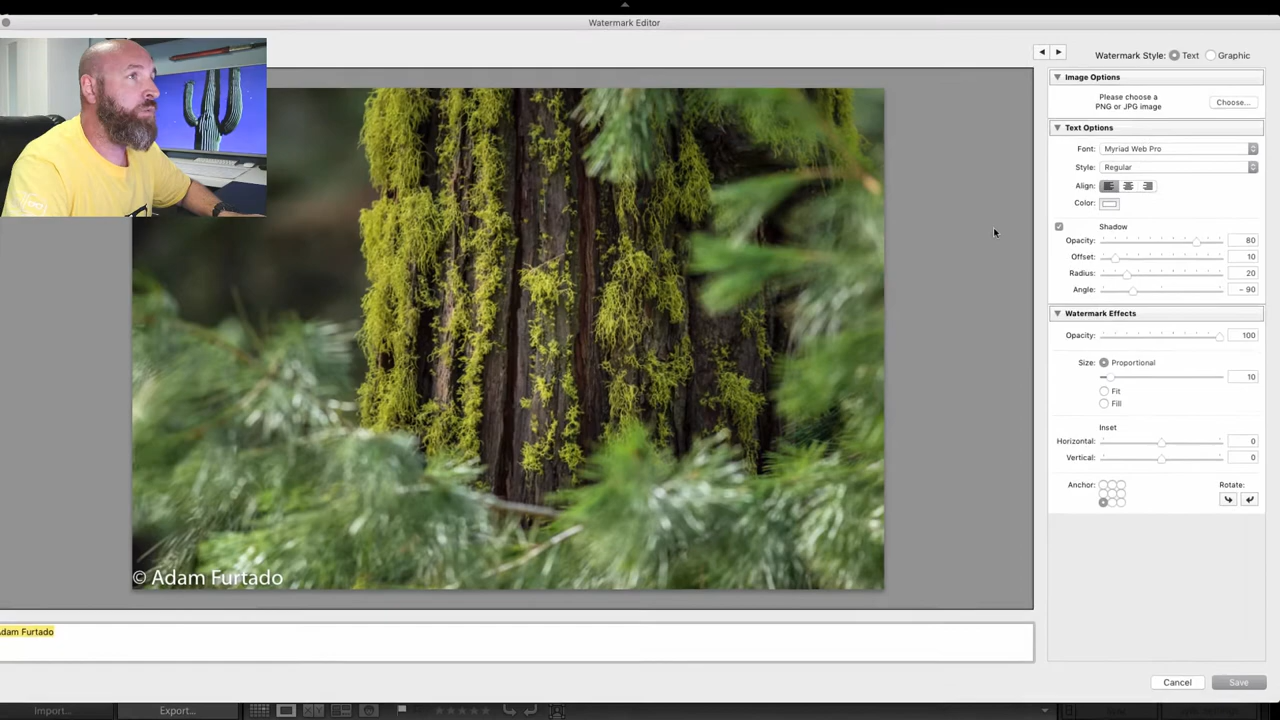 Watermark Editor
Watermark Style: Text Graphic
Image Options
Please choose a
PNG or JPG image
Choose...
Text Options
Font: Myriad Web Pro
Style: Regular
Align:
Color:
Shadow
Opacity: 80
Offset: 10
Radius: 20
Angle: - 90
Watermark Effects
Opacity: 100
Size: Proportional
10
Fit
Fill
Inset
Horizontal: 0
Vertical: 0
Anchor: Rotate:
© Adam Furtado
Adam Furtado
Cancel Save
Import... Export...